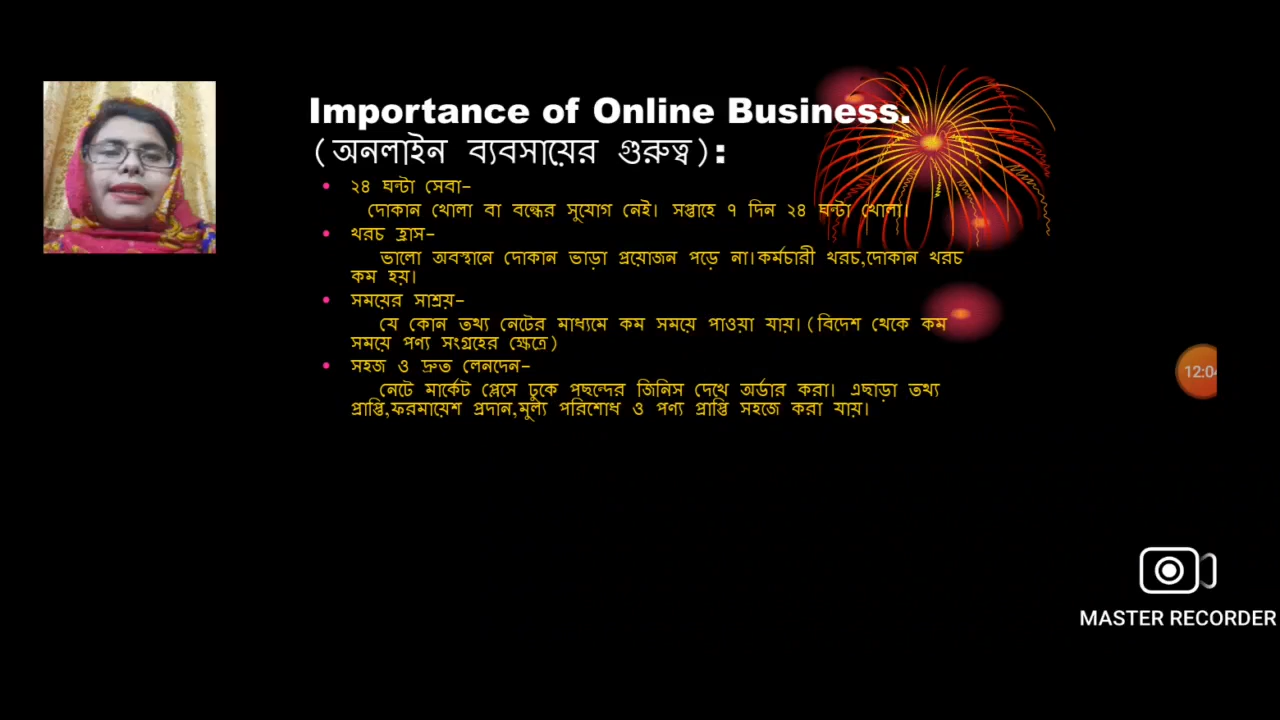 Importance of Online Business.
(অনলাইন ব্যবসায়ের গুরুত্ব):
২৪ ঘন্টা সেবা-
দোকান খোলা বা বন্ধের সুযোগ নেই। সপ্তাহে ৭ দিন ২৪ ঘন্টা খোলা।
খরচ হ্রাস-
ভালো অবস্থানে দোকান ভাড়া প্রয়োজন পড়ে না।কর্মচারী খরচ,দোকান খরচ
কম হয়।
সময়ের সাশ্রয়-
যে কোন তথ্য নেটের মাধ্যমে কম সময়ে পাওয়া যায়।(বিদেশ থেকে কম
সময়ে পণ্য সংগ্রহের ক্ষেত্রে)
সহজ ও দ্রুত লেনদেন-
নেটে মার্কেট প্লেসে ঢুকে পছন্দের জিনিস দেখে অর্ডার করা। এছাড়া তথ্য
প্রাপ্তি,ফরমায়েশ প্রদান,মুল্য পরিশোধ ও পণ্য প্রাপ্তি সহজে করা যায়।
12:04
MASTER RECORDER